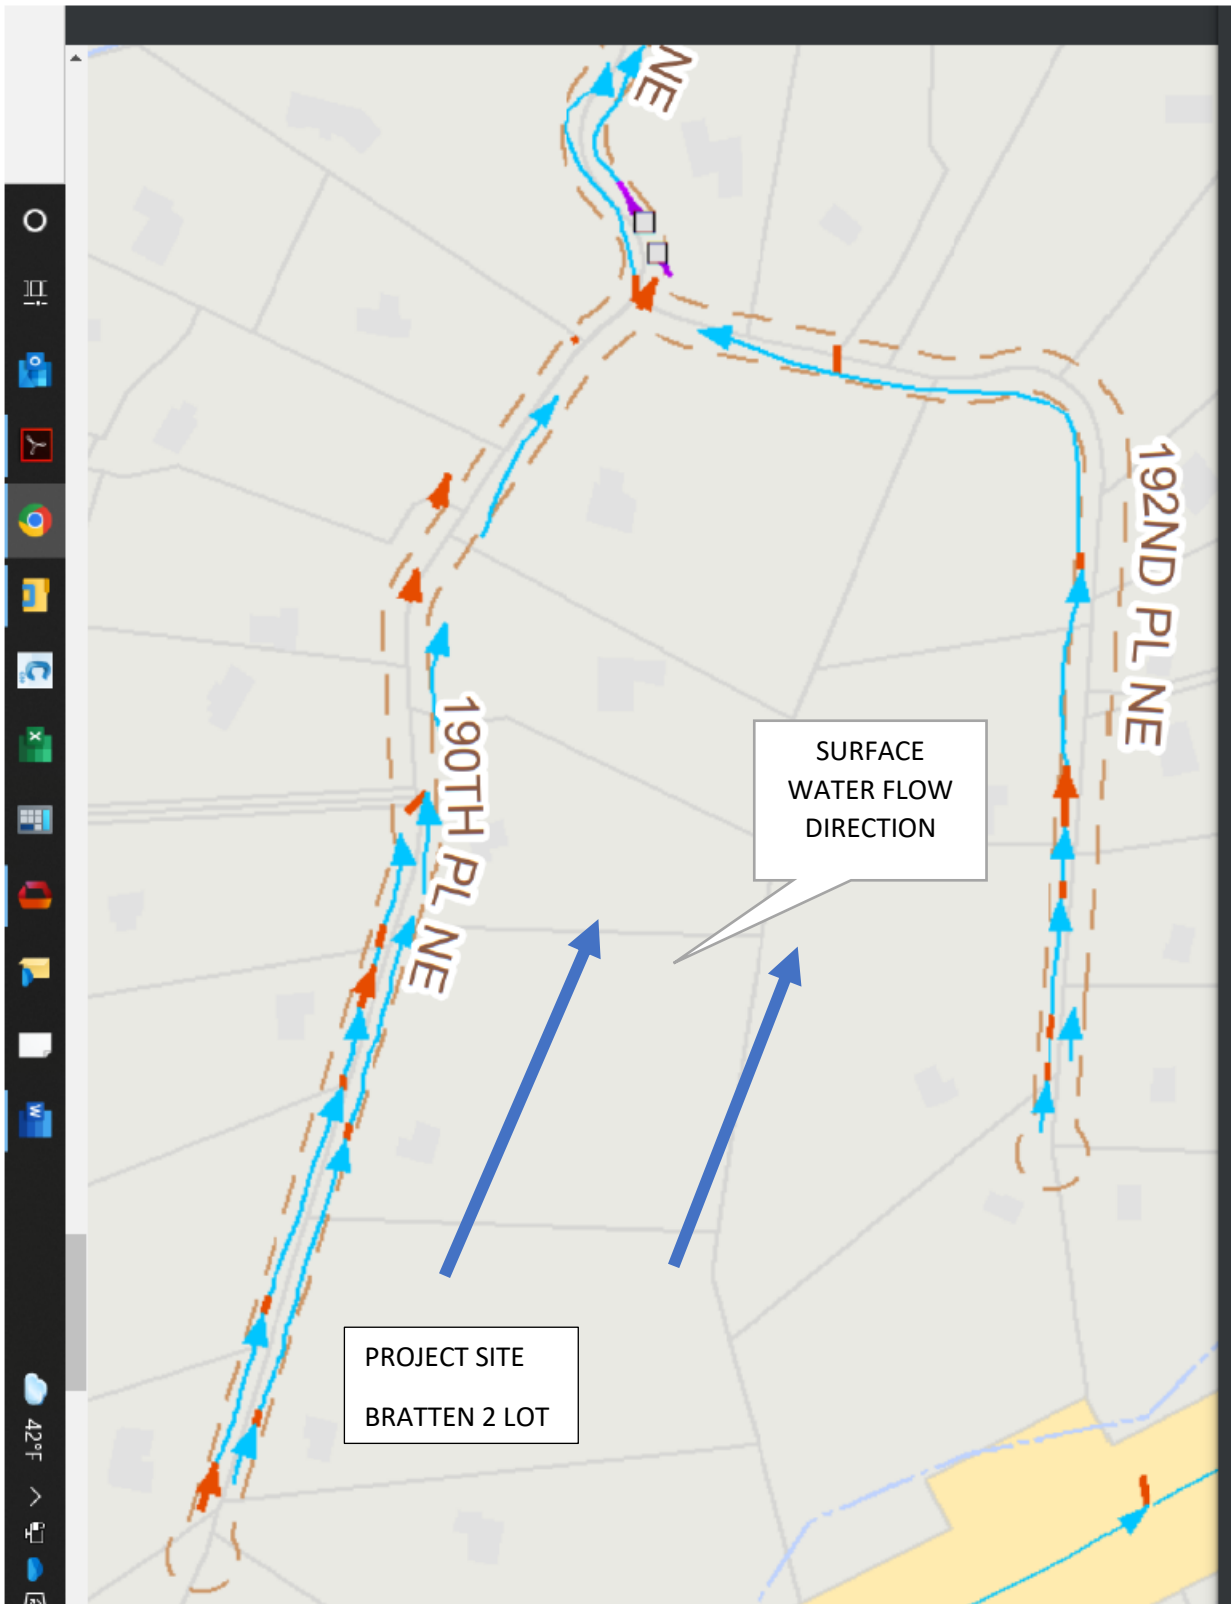 NE
192ND PL NE
190TH PL NE
SURFACE
WATER FLOW
DIRECTION
PROJECT SITE
BRATTEN 2 LOT
42°F